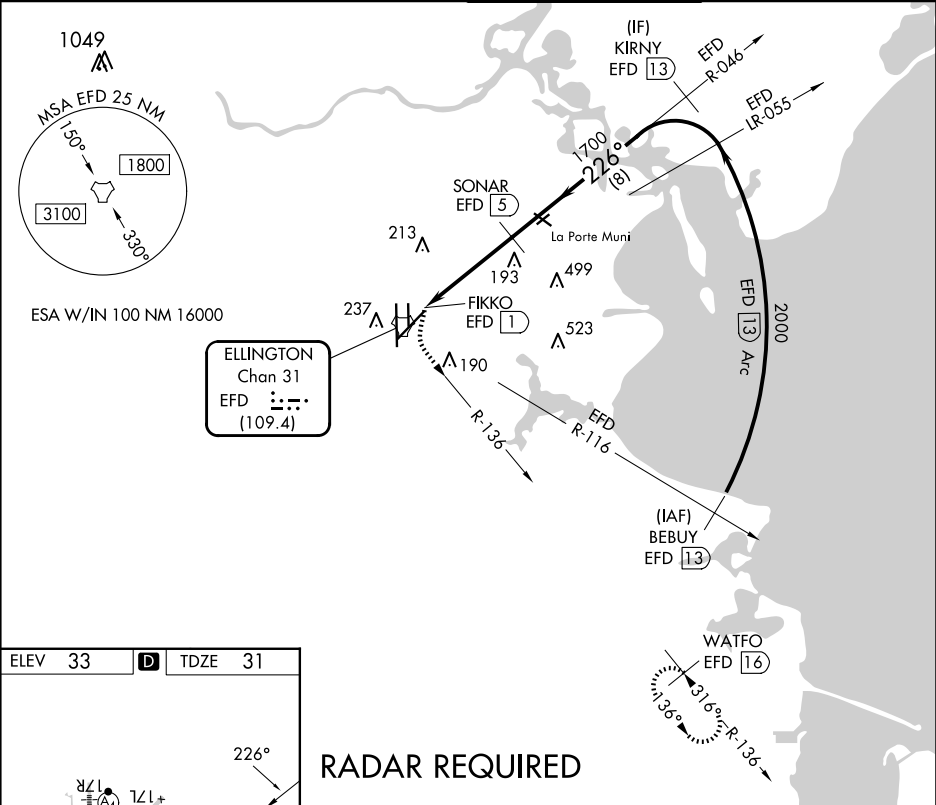 1049
MSA EFD 25 NM
150°
1800
3100
330°
ESA W/IN 100 NM 16000
(IF)
KIRNY
EFD 13
EFD
R-046
EFD
LR-055
1700
226°
(8)
SONAR
EFD 5
La Porte Muni
213
193
499
237
FIKKO
EFD 1
523
190
ELLINGTON
Chan 31
EFD
(109.4)
R-136
EFD
R-116
EFD 13 Arc
2000
(IAF)
BEBUY
EFD 13
WATFO
EFD 16
316°
136°
R-136
ELEV 33
D
TDZE 31
226°
17R
17L
RADAR REQUIRED